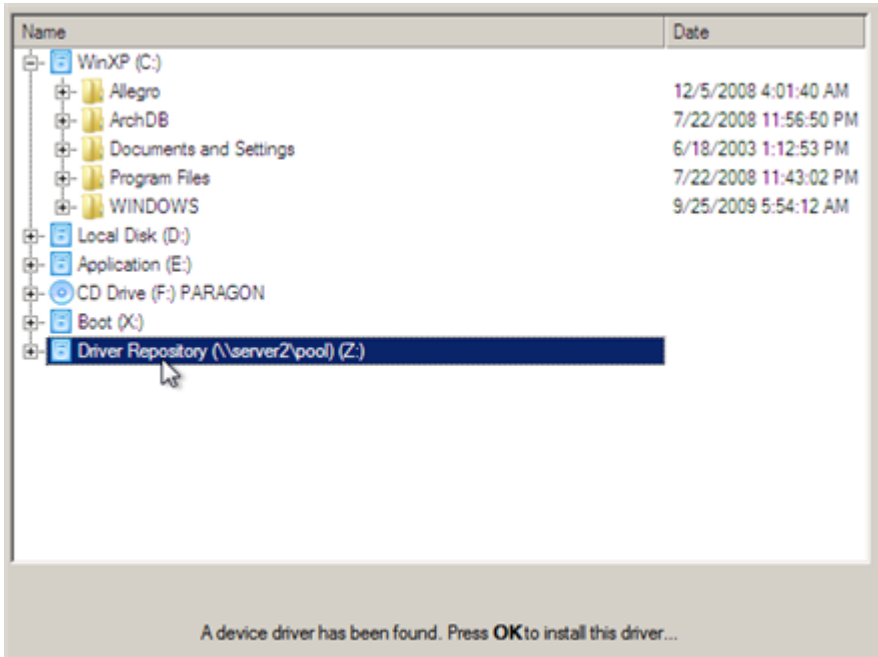 Name Date
WinXP (C:)
Allegro 12/5/2008 4:01:40 AM
ArchDB 7/22/2008 11:56:50 PM
Documents and Settings 6/18/2003 1:12:53 PM
Program Files 7/22/2008 11:43:02 PM
WINDOWS 9/25/2009 5:54:12 AM
Local Disk (D:)
Application (E:)
CD Drive (F:) PARAGON
Boot (X:)
Driver Repository (\\server2\pool) (Z:)
A device driver has been found. Press OK to install this driver...